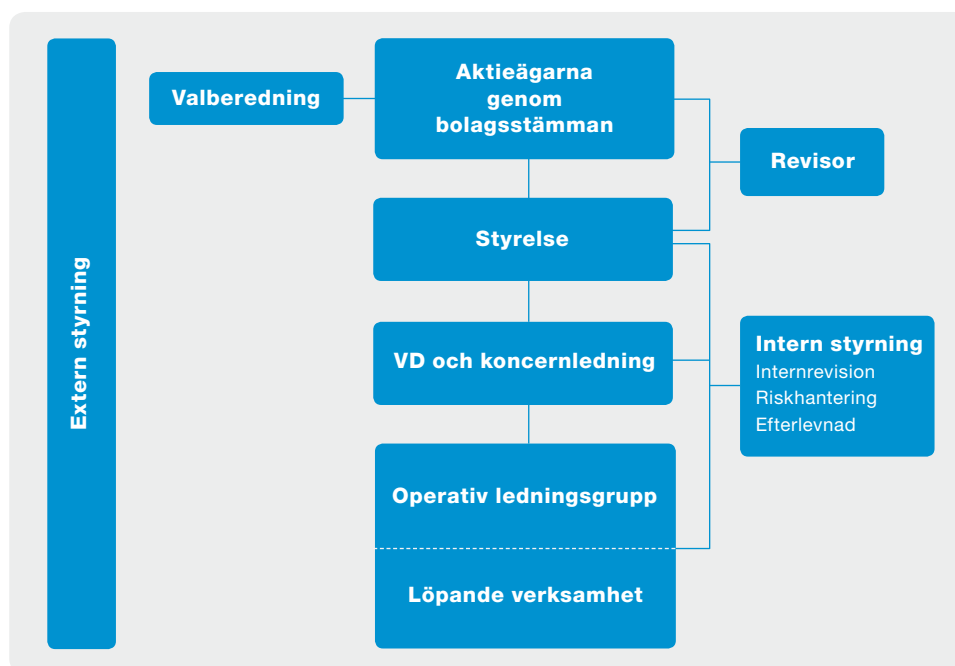 Extern styrning
Valberedning
Aktieägarna
genom
bolagsstämman
Revisor
Styrelse
VD och koncernledning
Intern styrning
Internrevision
Riskhantering
Efterlevnad
Operativ ledningsgrupp
Löpande verksamhet